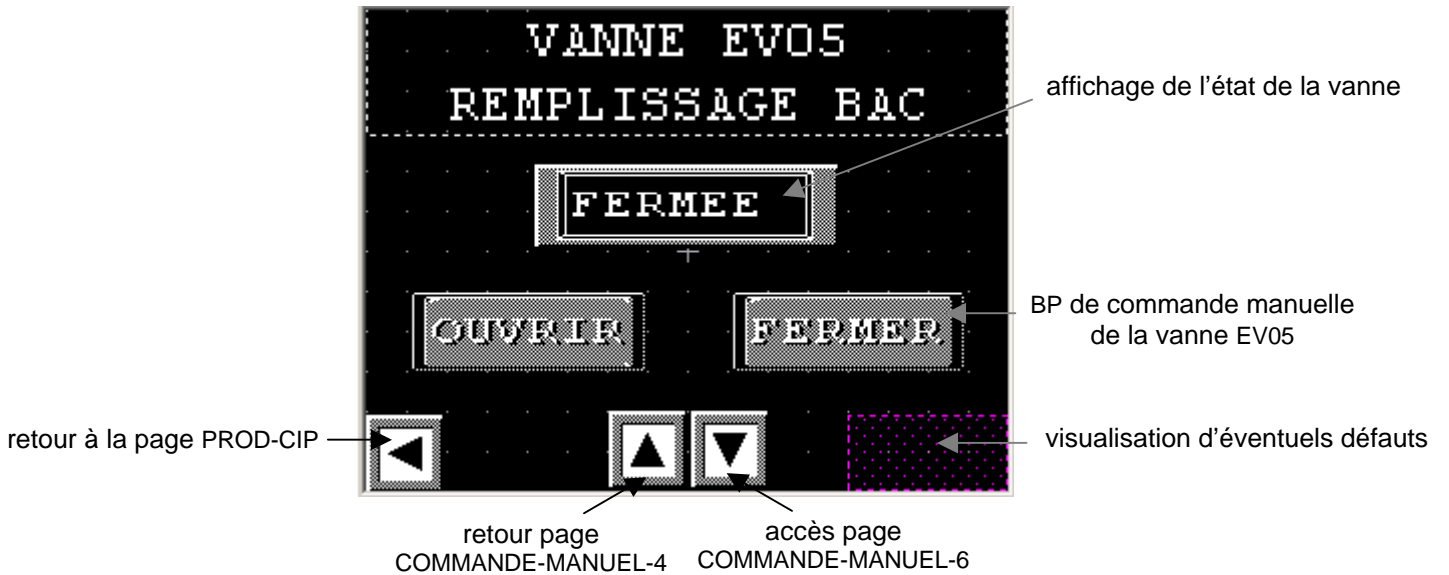 VANNE EV05
REMPLISSAGE BAC
affichage de l'état de la vanne
FERMEE
OUVRIR
FERMER
BP de commande manuelle
de la vanne EV05
retour à la page PROD-CIP
visualisation d'éventuels défauts
retour page
COMMANDE-MANUEL-4
accès page
COMMANDE-MANUEL-6